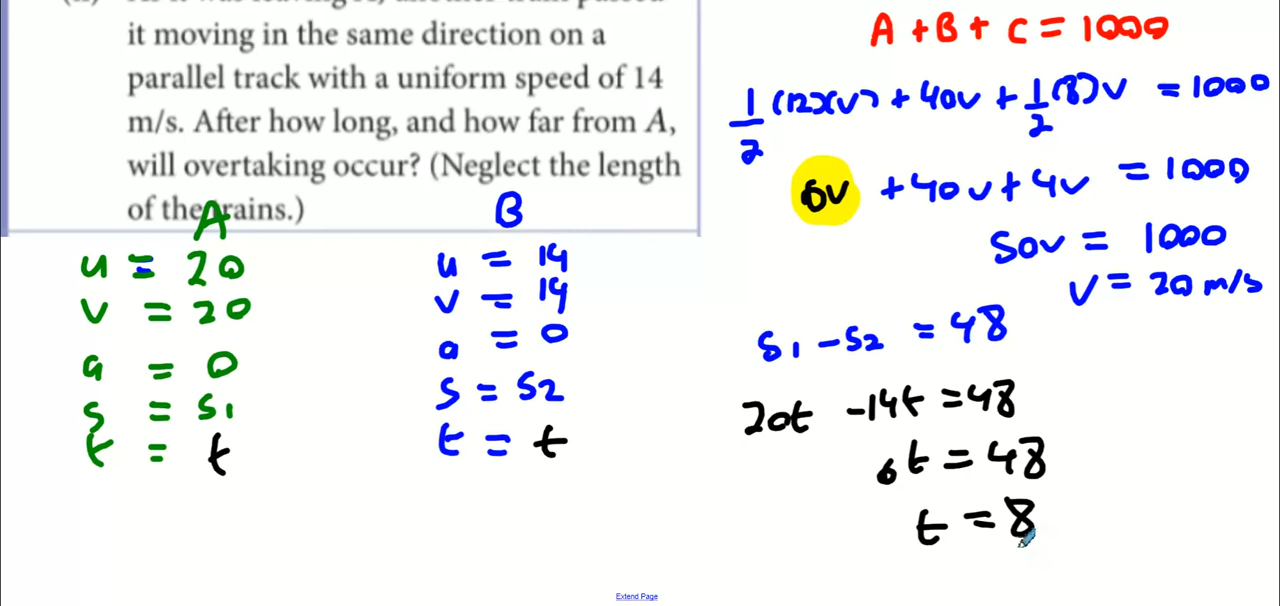 it moving in the same direction on a
parallel track with a uniform speed of 14
m/s. After how long, and how far from A,
will overtaking occur? (Neglect the length
of the trains.)
A
u = 20
v = 20
a = 0
s = s1
t = t
B
u = 14
v = 14
a = 0
s = s2
t = t
A + B + C = 1000
1/2 (12)(v) + 40v + 1/2 (8)v = 1000
6v + 40v + 4v = 1000
50v = 1000
v = 20 m/s
s1 - s2 = 48
20t - 14t = 48
6t = 48
t = 8
Extend Page